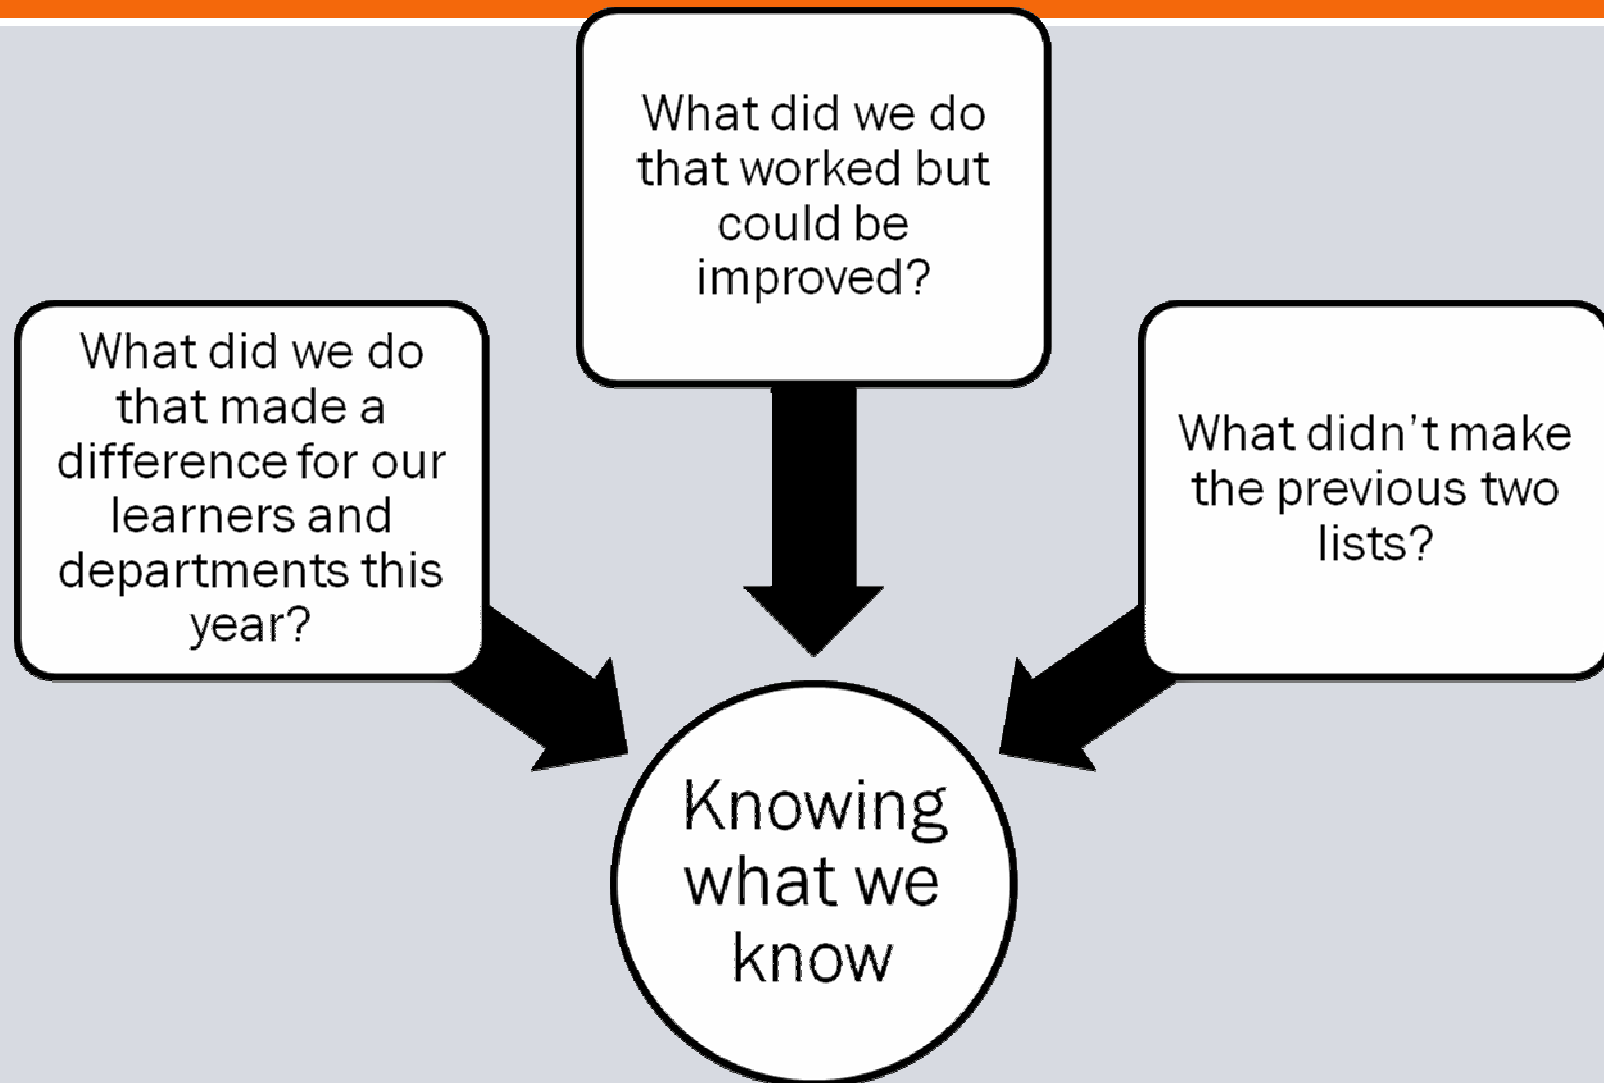 What did we do
that made a
difference for our
learners and
departments this
year?
What did we do
that worked but
could be
improved?
What didn’t make
the previous two
lists?
Knowing
what we
know